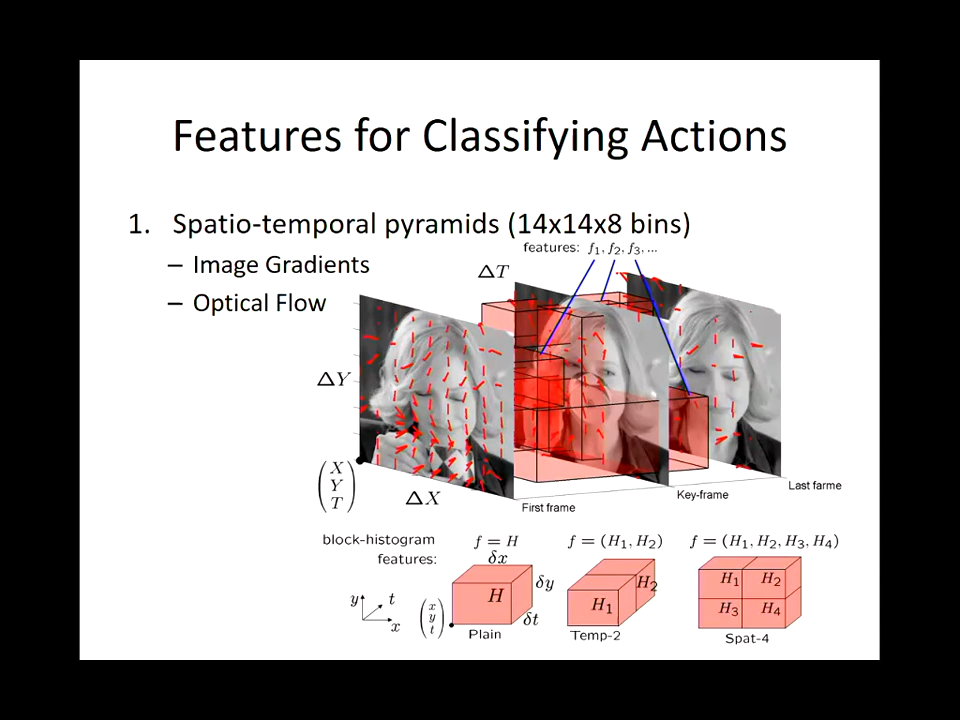 Features for Classifying Actions
1. Spatio-temporal pyramids (14x14x8 bins)
features: f₁, f₂, f₃, ...
– Image Gradients
– Optical Flow
ΔT
ΔY
(X Y T)
ΔX
First frame
Key-frame
Last farme
block-histogram
features:
f = H
f = (H₁, H₂)
f = (H₁, H₂, H₃, H₄)
δx
δy
δt
y
t
x
(x y t)
H
H₁
H₂
H₁ H₂
H₃ H₄
Plain
Temp-2
Spat-4